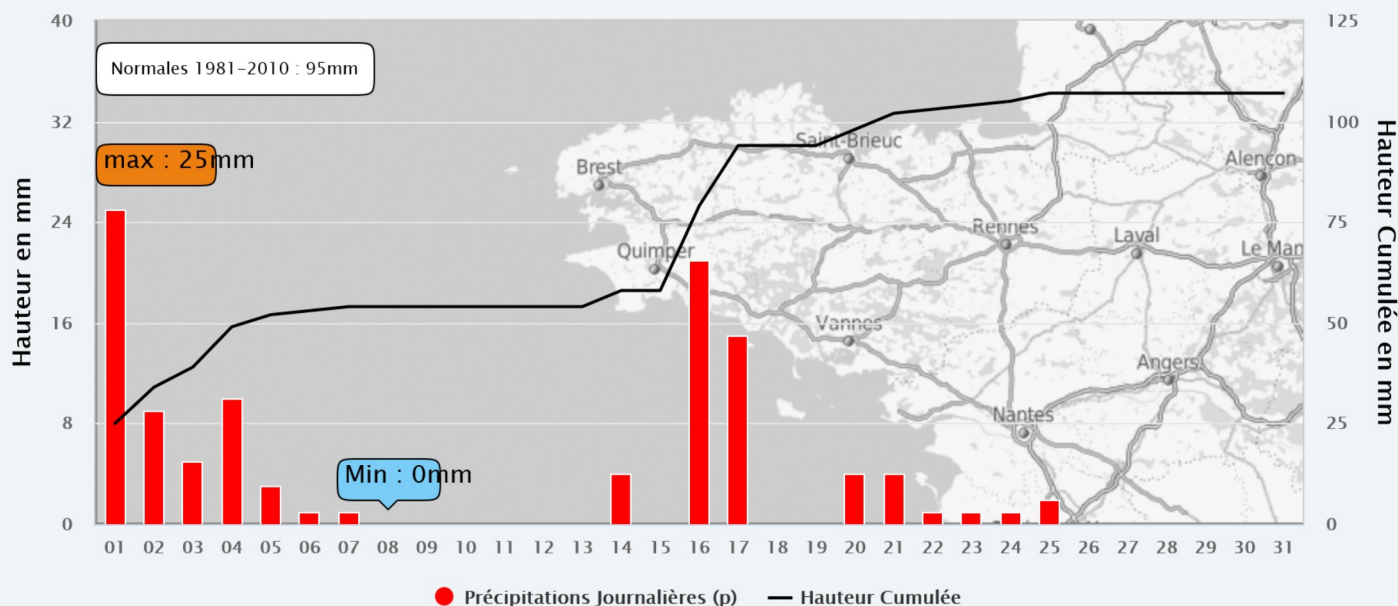 40
125
Normales 1981-2010 : 95mm
32
100
max : 25mm
24
75
16
50
8
25
0
0
Min : 0mm
Hauteur en mm
Hauteur Cumulée en mm
Brest
Saint-Brieuc
Alençon
Quimper
Rennes
Laval
Le Man
Vannes
Angers
Nantes
01 02 03 04 05 06 07 08 09 10 11 12 13 14 15 16 17 18 19 20 21 22 23 24 25 26 27 28 29 30 31
Précipitations Journalières (p) Hauteur Cumulée